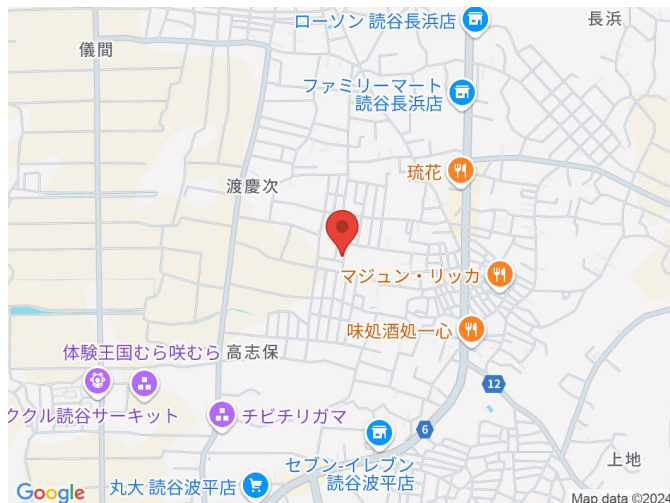 ローソン 読谷長浜店
長浜
儀間
ファミリーマート
読谷長浜店
琉花
渡慶次
マジュン・リッカ
味処酒処一心
体験王国むら咲むら
高志保
12
ククル読谷サーキット
チビチリガマ
6
セブン-イレブン
読谷波平店
上地
丸大 読谷波平店
Google
Map data ©2024